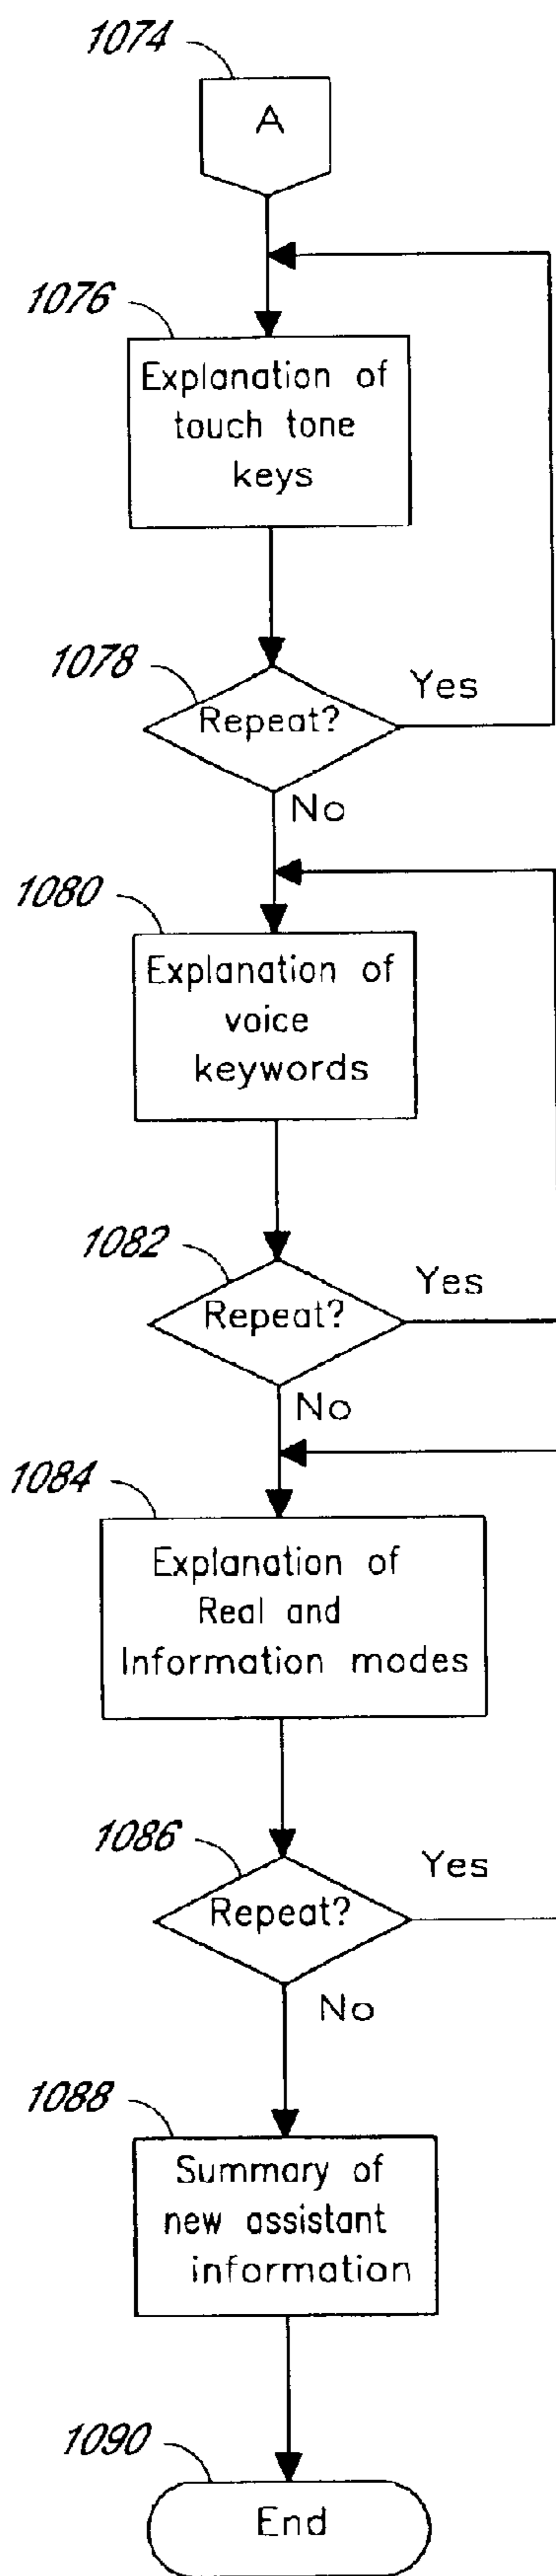 1074
A
1076
Explanation of
touch tone
keys
1078
Repeat?
Yes
No
1080
Explanation of
voice
keywords
1082
Repeat?
Yes
No
1084
Explanation of
Real and
Information modes
1086
Repeat?
Yes
No
1088
Summary of
new assistant
information
1090
End